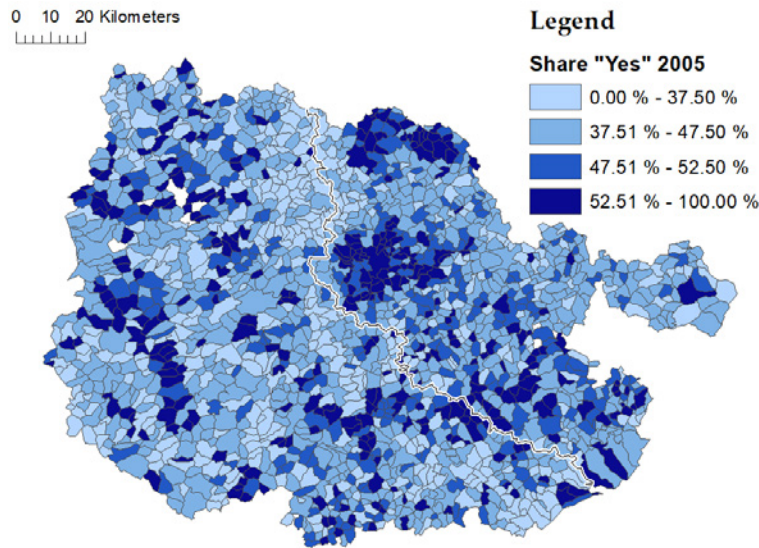 0 10 20 Kilometers
Legend
Share "Yes" 2005
0.00 % - 37.50 %
37.51 % - 47.50 %
47.51 % - 52.50 %
52.51 % - 100.00 %